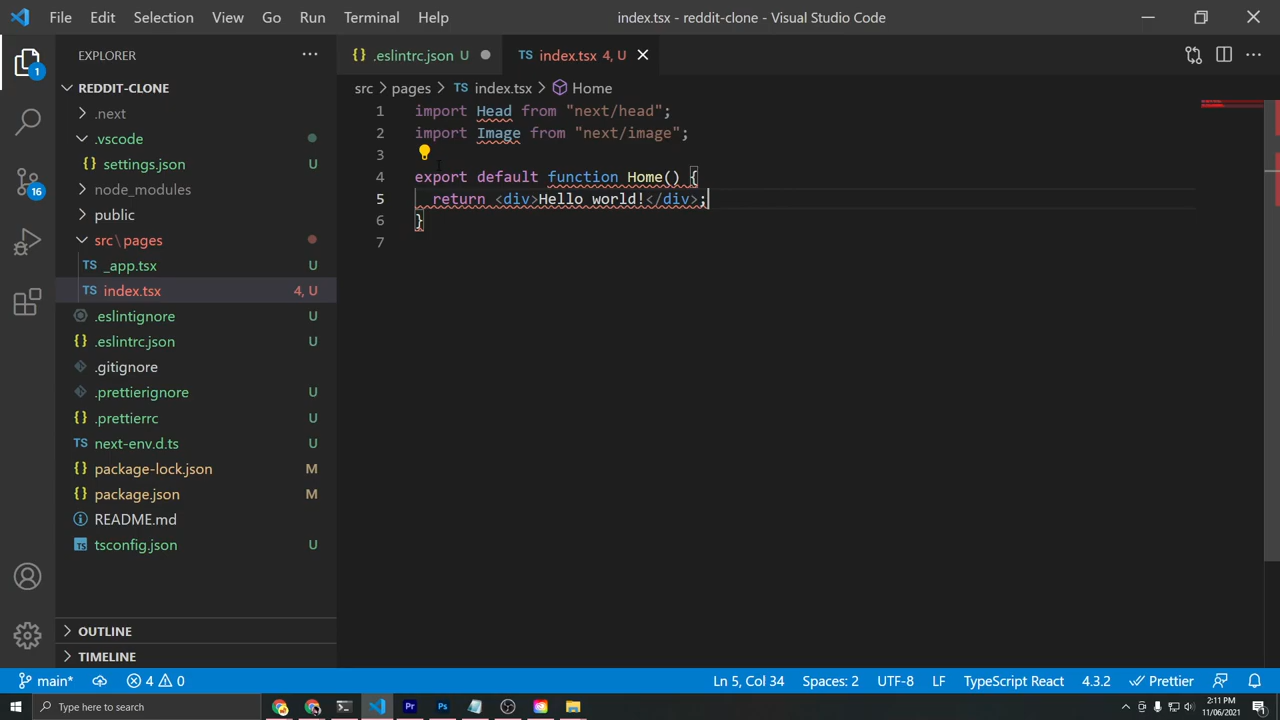 File Edit Selection View Go Run Terminal Help index.tsx - reddit-clone - Visual Studio Code
EXPLORER
{} .eslintrc.json U
TS index.tsx 4, U
REDDIT-CLONE
.next
.vscode
{} settings.json U
node_modules
public
src\pages
TS _app.tsx U
TS index.tsx 4, U
.eslintignore U
{} .eslintrc.json U
.gitignore
.prettierignore U
{} .prettierrc U
TS next-env.d.ts U
{} package-lock.json M
{} package.json M
README.md
TS tsconfig.json U
OUTLINE
TIMELINE
1
16
src > pages > TS index.tsx > Home
1 import Head from "next/head";
2 import Image from "next/image";
3
4 export default function Home() {
5 return <div>Hello world!</div>;
6 }
7
main* 4 0 Ln 5, Col 34 Spaces: 2 UTF-8 LF TypeScript React 4.3.2 Prettier
Type here to search
2:11 PM
11/06/2021